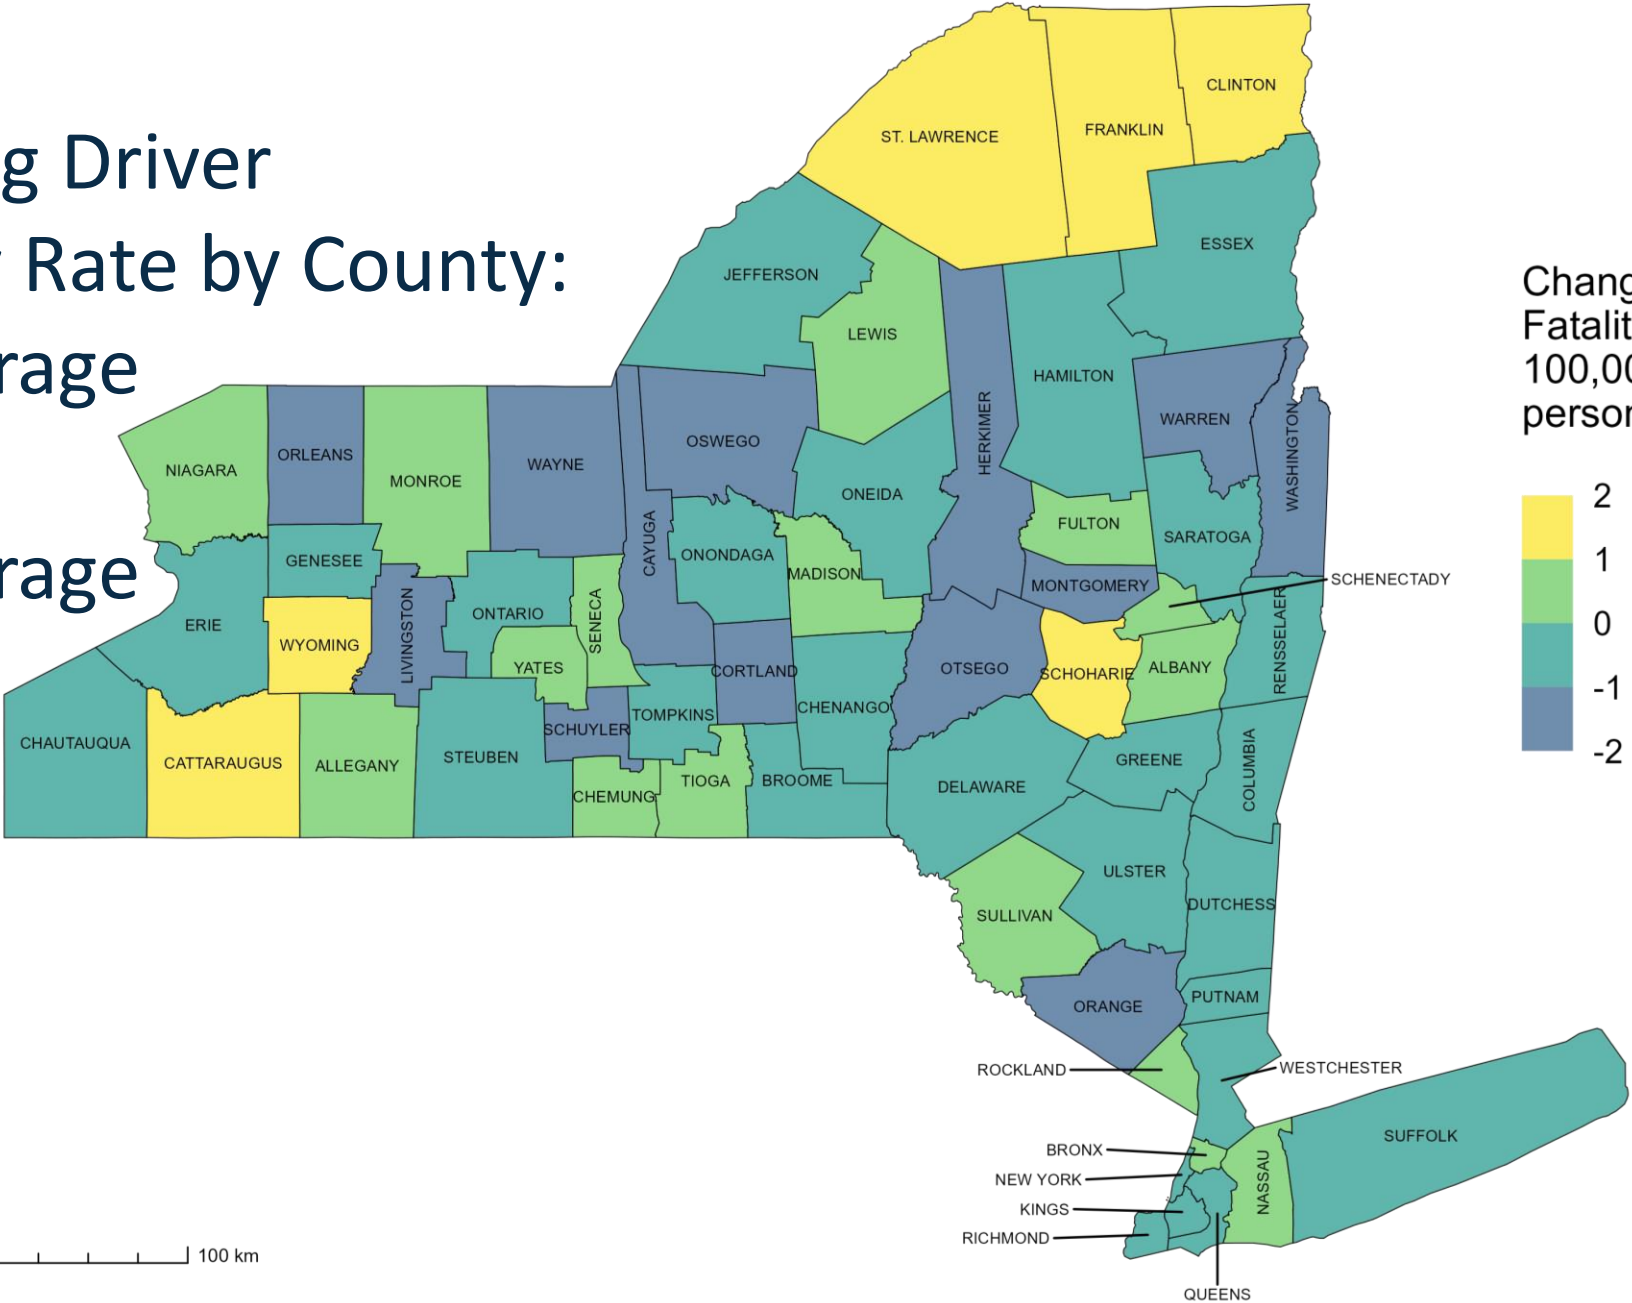 g Driver
Rate by County:
rage
rage
Chang
Fatalit
100,00
person
2
1
0
-1
-2
CLINTON
FRANKLIN
ST. LAWRENCE
ESSEX
JEFFERSON
LEWIS
HAMILTON
HERKIMER
WARREN
WASHINGTON
OSWEGO
ONEIDA
NIAGARA
ORLEANS
MONROE
WAYNE
CAYUGA
FULTON
SARATOGA
ONONDAGA
MADISON
GENESEE
MONTGOMERY
SCHENECTADY
ERIE
WYOMING
LIVINGSTON
ONTARIO
SENECA
YATES
RENSSELAER
CORTLAND
OTSEGO
SCHOHARIE
ALBANY
CHENANGO
TOMPKINS
SCHUYLER
CHAUTAUQUA
CATTARAUGUS
ALLEGANY
STEUBEN
CHEMUNG
TIOGA
BROOME
DELAWARE
GREENE
COLUMBIA
ULSTER
DUTCHESS
SULLIVAN
ORANGE
PUTNAM
ROCKLAND
WESTCHESTER
SUFFOLK
BRONX
NASSAU
NEW YORK
KINGS
RICHMOND
QUEENS
100 km